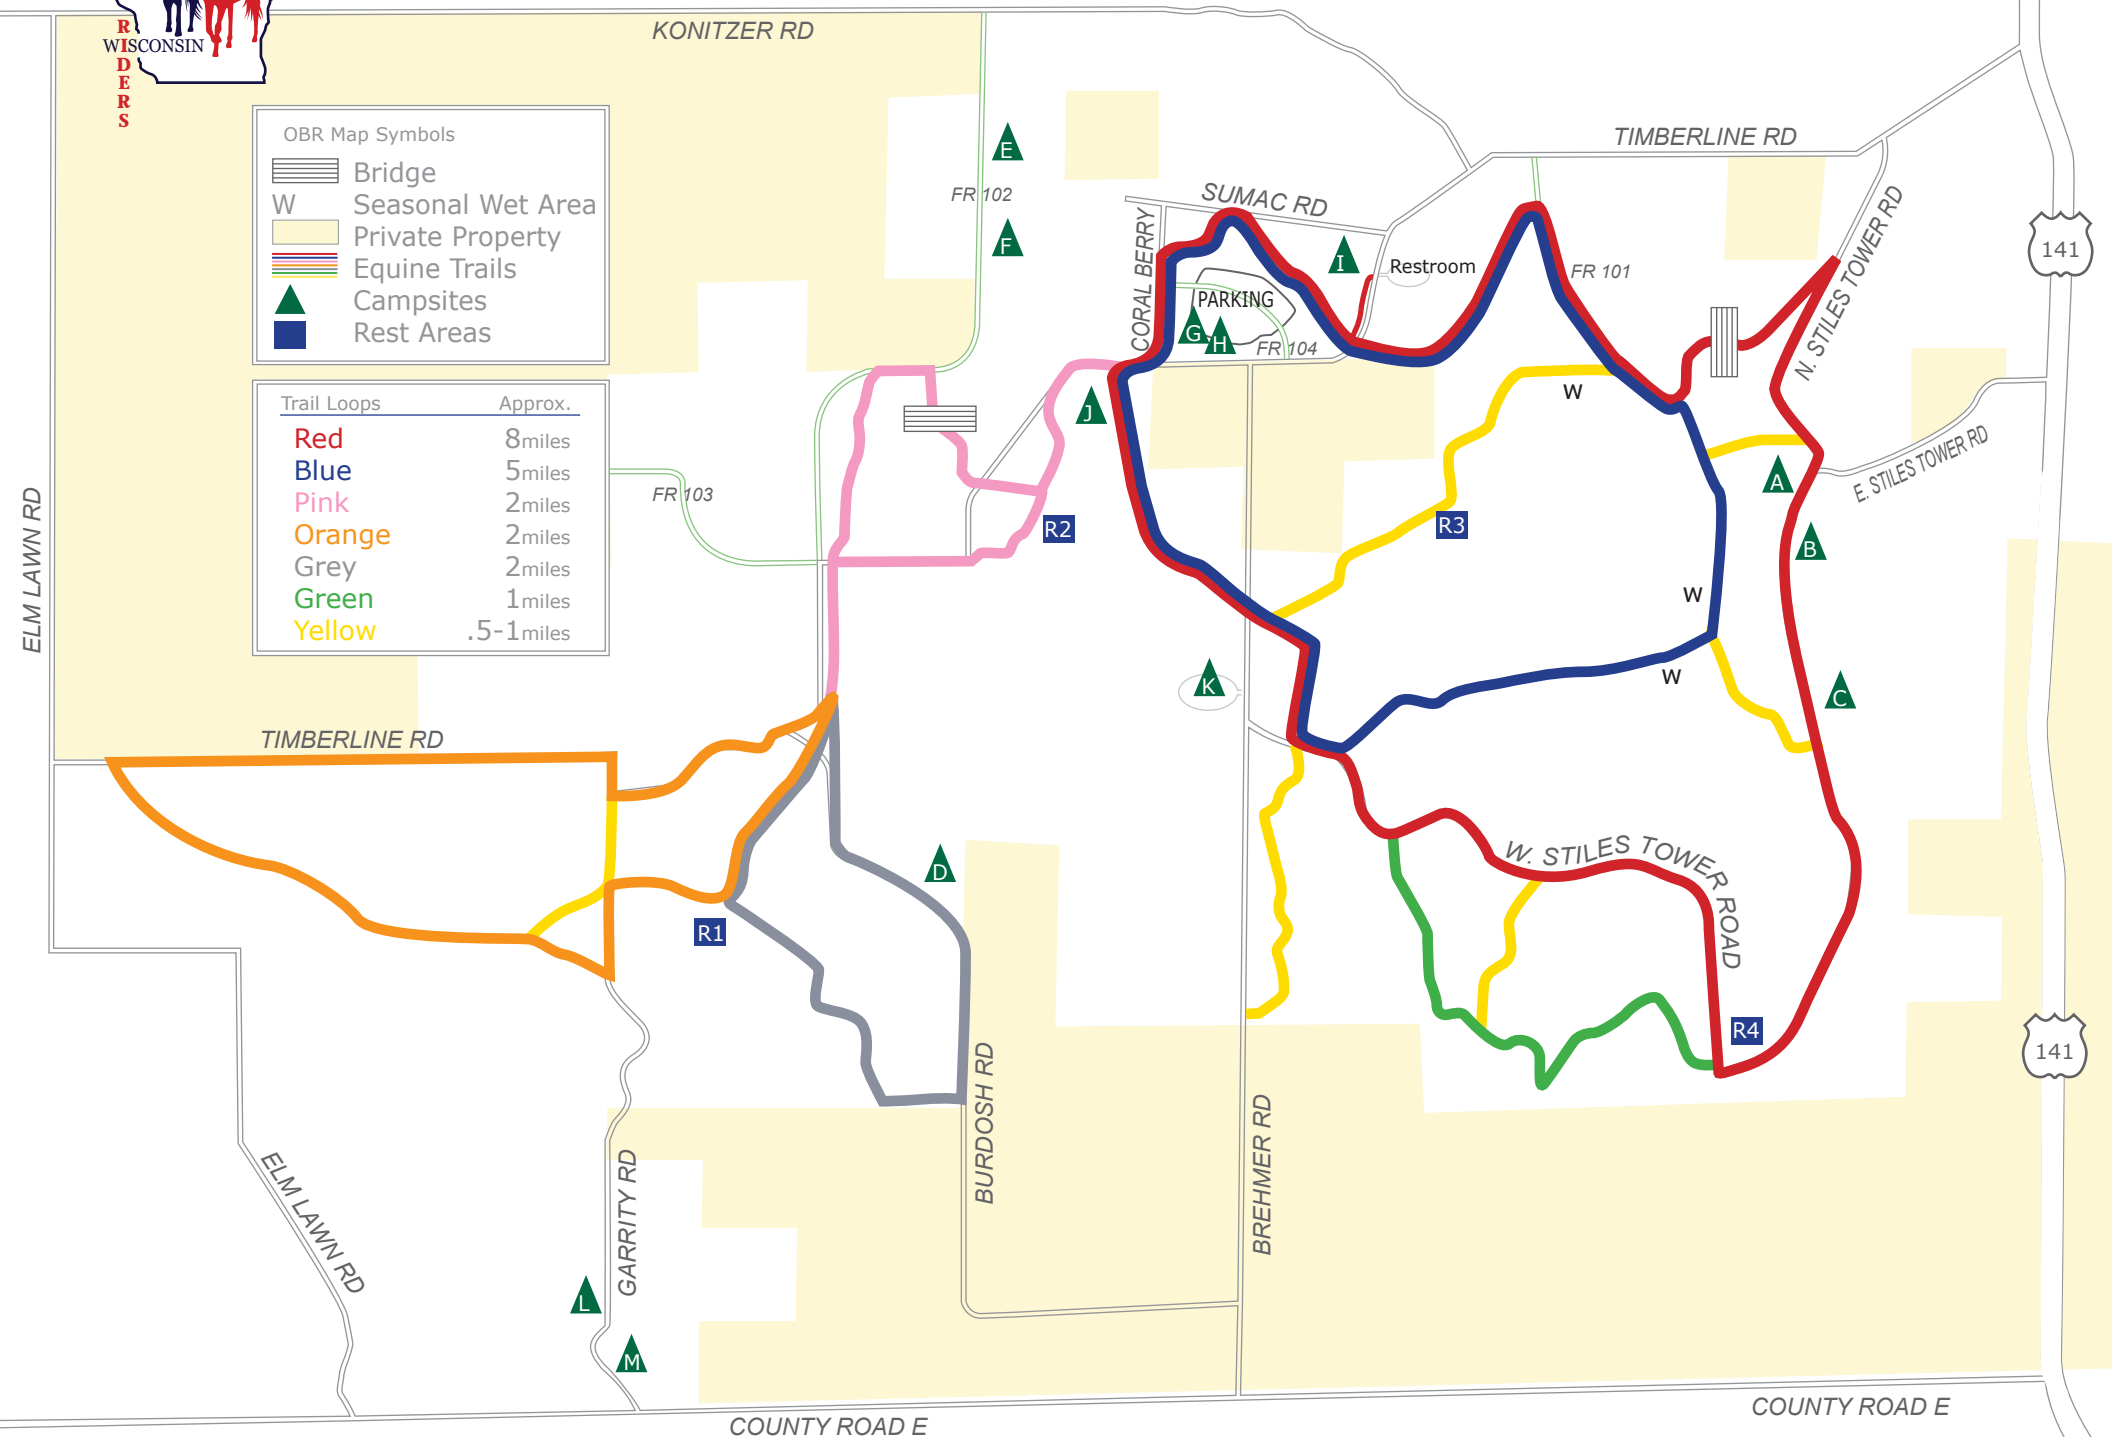 RIDERS
WISCONSIN
KONITZER RD
OBR Map Symbols
Bridge
W Seasonal Wet Area
Private Property
Equine Trails
Campsites
Rest Areas
Trail Loops Approx.
Red 8miles
Blue 5miles
Pink 2miles
Orange 2miles
Grey 2miles
Green 1miles
Yellow .5-1miles
TIMBERLINE RD
E
FR 102
F
SUMAC RD
CORAL BERRY
I
Restroom
PARKING
G
H
FR 104
FR 101
N. STILES TOWER RD
141
J
W
A
E. STILES TOWER RD
FR 103
R2
R3
B
W
W
C
K
ELM LAWN RD
TIMBERLINE RD
D
R1
W. STILES TOWER ROAD
R4
141
BURDOSH RD
BREHMER RD
ELM LAWN RD
GARRITY RD
L
M
COUNTY ROAD E
COUNTY ROAD E